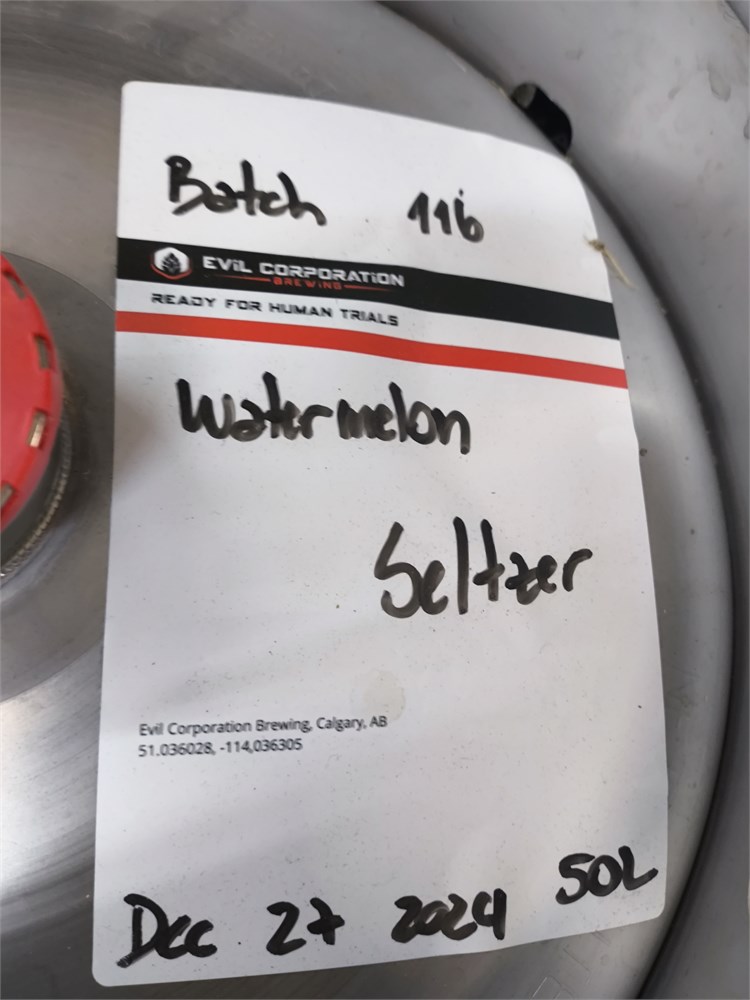 Batch 116
EVIL CORPORATION
BREWING
READY FOR HUMAN TRIALS
Watermelon
Seltzer
Evil Corporation Brewing, Calgary, AB
51.036028, -114,036305
Dec 27 2024 50L